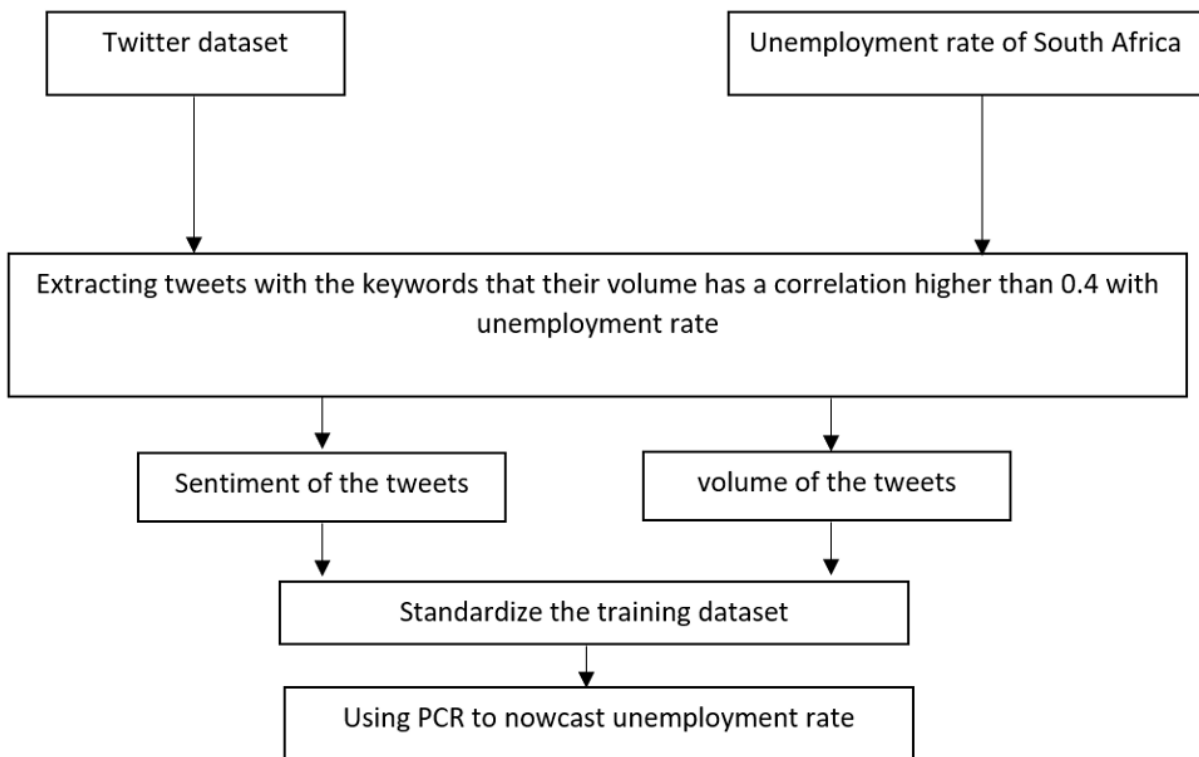 Twitter dataset
Unemployment rate of South Africa
Extracting tweets with the keywords that their volume has a correlation higher than 0.4 with
unemployment rate
Sentiment of the tweets
volume of the tweets
Standardize the training dataset
Using PCR to nowcast unemployment rate